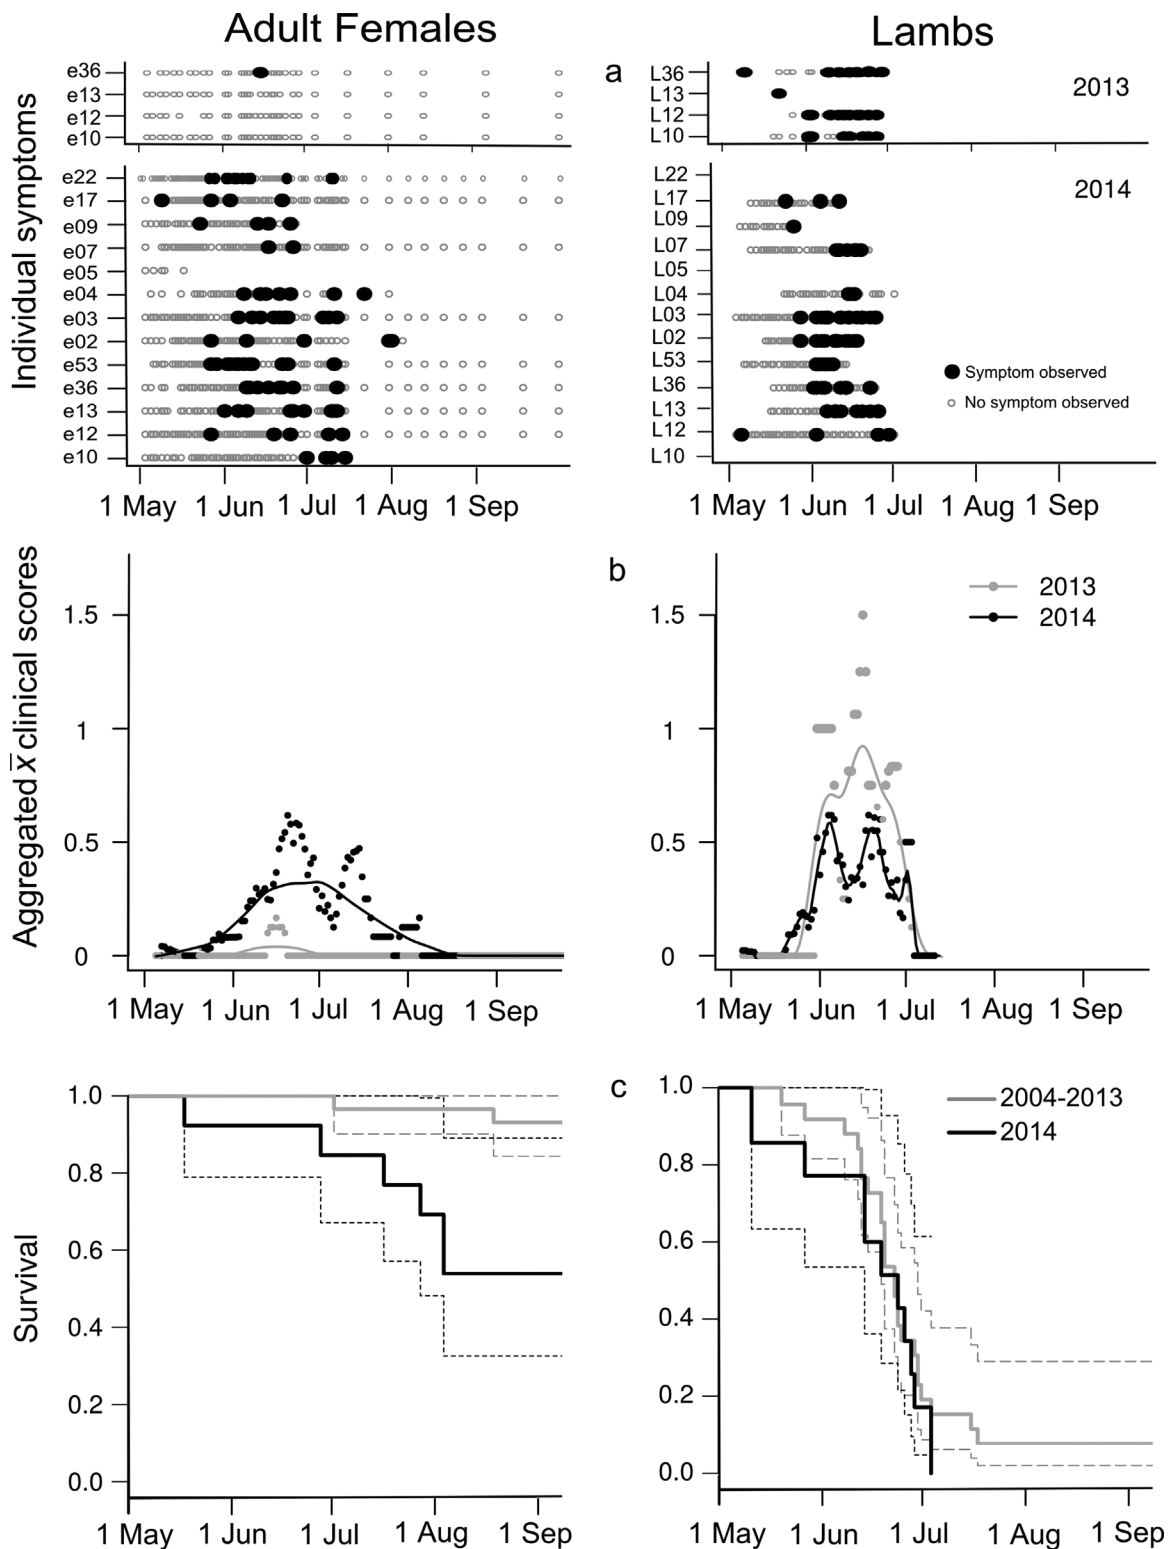 Adult Females
Lambs
Individual symptoms
e36
e13
e12
e10
a
L36
L13
L12
L10
2013
e22
e17
e09
e07
e05
e04
e03
e02
e53
e36
e13
e12
e10
L22
L17
L09
L07
L05
L04
L03
L02
L53
L36
L13
L12
L10
2014
Symptom observed
No symptom observed
1 May 1 Jun 1 Jul 1 Aug 1 Sep
1 May 1 Jun 1 Jul 1 Aug 1 Sep
Aggregated x̄ clinical scores
1.5
1
0.5
0
b
1.5
1
0.5
0
2013
2014
1 May 1 Jun 1 Jul 1 Aug 1 Sep
1 May 1 Jun 1 Jul 1 Aug 1 Sep
Survival
1.0
0.8
0.6
0.4
0.2
0.0
c
1.0
0.8
0.6
0.4
0.2
0.0
2004-2013
2014
1 May 1 Jun 1 Jul 1 Aug 1 Sep
1 May 1 Jun 1 Jul 1 Aug 1 Sep